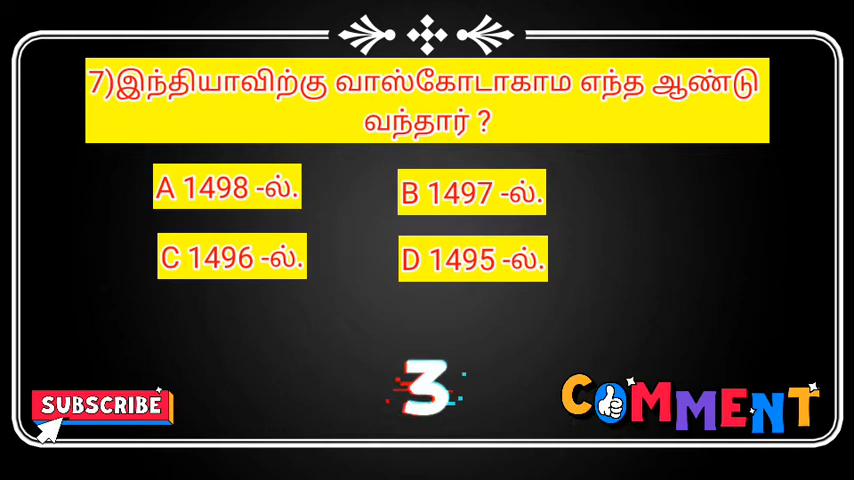 7)இந்தியாவிற்கு வாஸ்கோடாகாம எந்த ஆண்டு
வந்தார் ?
A 1498 -ல்.
B 1497 -ல்.
C 1496 -ல்.
D 1495 -ல்.
3
SUBSCRIBE
COMMENT